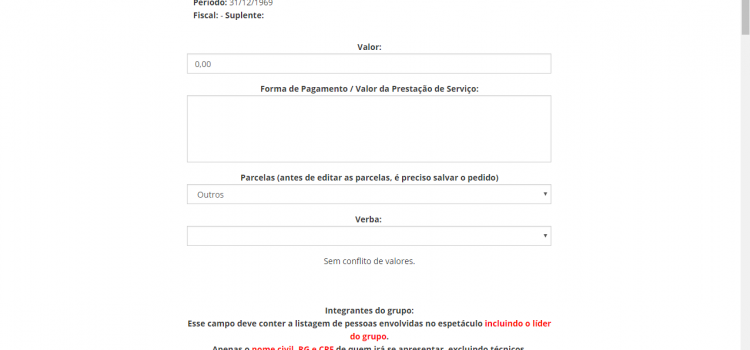 Período: 31/12/1969
Fiscal: - Suplente:
Valor:
0,00
Forma de Pagamento / Valor da Prestação de Serviço:
Parcelas (antes de editar as parcelas, é preciso salvar o pedido)
Outros
Verba:
Sem conflito de valores.
Integrantes do grupo:
Esse campo deve conter a listagem de pessoas envolvidas no espetáculo incluindo o líder
do grupo.
Apenas o nome civil, RG e CPF de quem irá se apresentar, excluindo técnicos.